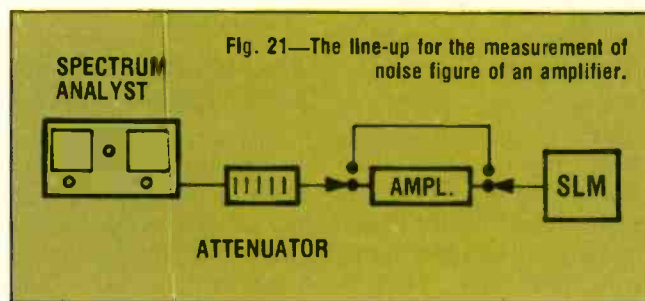 Fig. 21—The line-up for the measurement of
noise figure of an amplifier.
SPECTRUM
ANALYST
AMPL.
SLM
ATTENUATOR